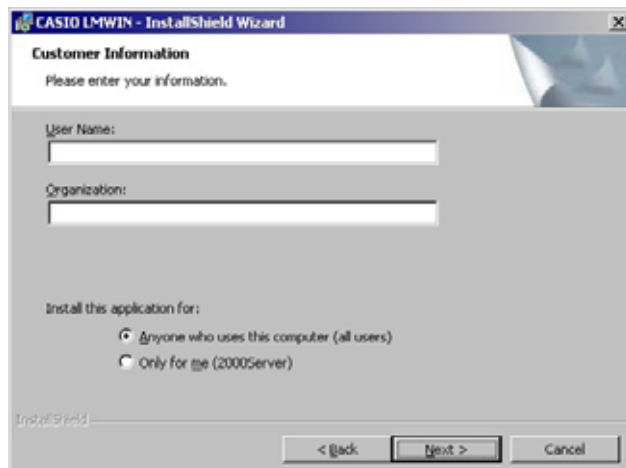 CASIO LMWIN - InstallShield Wizard
Customer Information
Please enter your information.
User Name:
Organization:
Install this application for:
Anyone who uses this computer (all users)
Only for me (2000Server)
InstallShield
< Back Next > Cancel